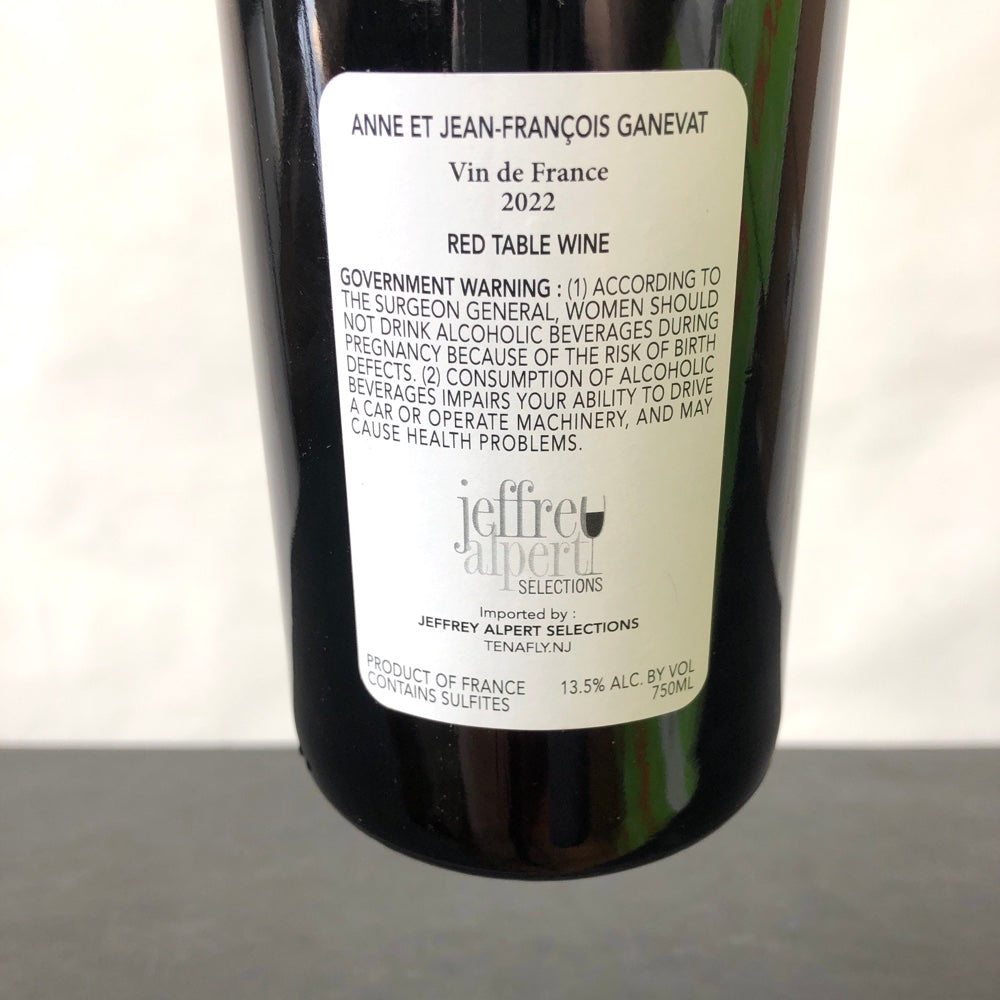 ANNE ET JEAN-FRANÇOIS GANEVAT
Vin de France
2022
RED TABLE WINE
GOVERNMENT WARNING : (1) ACCORDING TO
THE SURGEON GENERAL, WOMEN SHOULD
NOT DRINK ALCOHOLIC BEVERAGES DURING
PREGNANCY BECAUSE OF THE RISK OF BIRTH
DEFECTS. (2) CONSUMPTION OF ALCOHOLIC
BEVERAGES IMPAIRS YOUR ABILITY TO DRIVE
A CAR OR OPERATE MACHINERY, AND MAY
CAUSE HEALTH PROBLEMS.
jeffrey
alpert
SELECTIONS
Imported by :
JEFFREY ALPERT SELECTIONS
TENAFLY.NJ
PRODUCT OF FRANCE 13.5% ALC. BY VOL
CONTAINS SULFITES 750ML